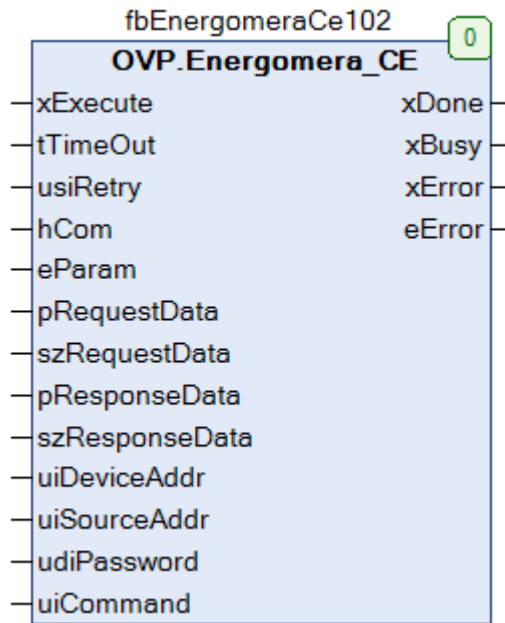 fbEnergomeraCe102
0
OVP.Energomera_CE
xExecute xDone
tTimeOut xBusy
usiRetry xError
hCom eError
eParam
pRequestData
szRequestData
pResponseData
szResponseData
uiDeviceAddr
uiSourceAddr
udiPassword
uiCommand